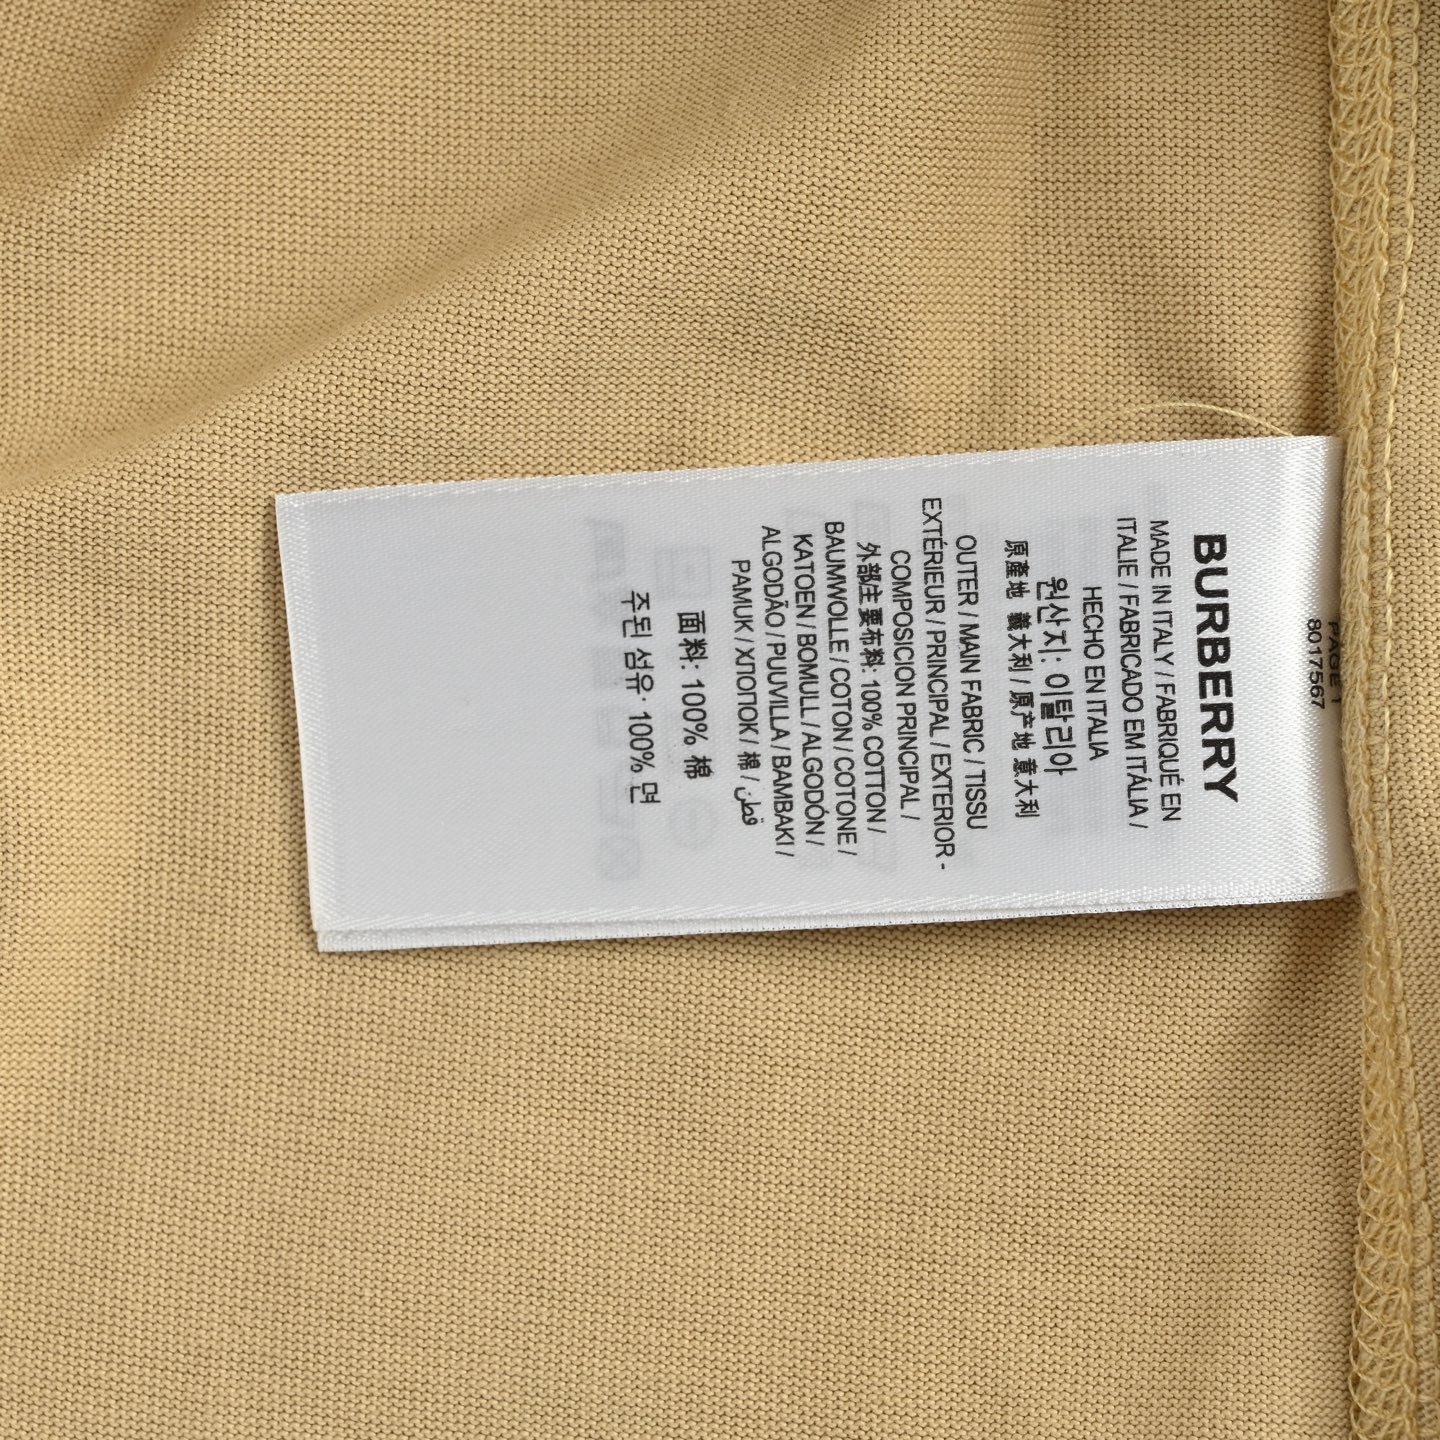 PAGE 1
8017567
BURBERRY
MADE IN ITALY / FABRIQUÉ EN
ITALIE / FABRICADO EM ITÁLIA /
HECHO EN ITALIA
원산지: 이탈리아
原產地 義大利 / 原产地 意大利
OUTER / MAIN FABRIC / TISSU
EXTÉRIEUR / PRINCIPAL / EXTERIOR -
COMPOSICION PRINCIPAL /
外部/主要布料: 100% COTTON /
BAUMWOLLE / COTON / COTONE /
KATOEN / BOMULL / ALGODÓN /
ALGODÃO / PUUVILLA / BAMBAKI /
PAMUK / ХЛОПОК / 棉 / قطن
面料: 100% 棉
주된 섬유: 100% 면